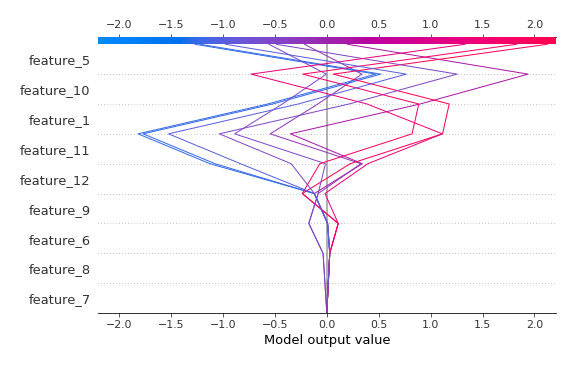 −2.0 −1.5 −1.0 −0.5 0.0 0.5 1.0 1.5 2.0
feature_5
feature_10
feature_1
feature_11
feature_12
feature_9
feature_6
feature_8
feature_7
−2.0 −1.5 −1.0 −0.5 0.0 0.5 1.0 1.5 2.0
Model output value